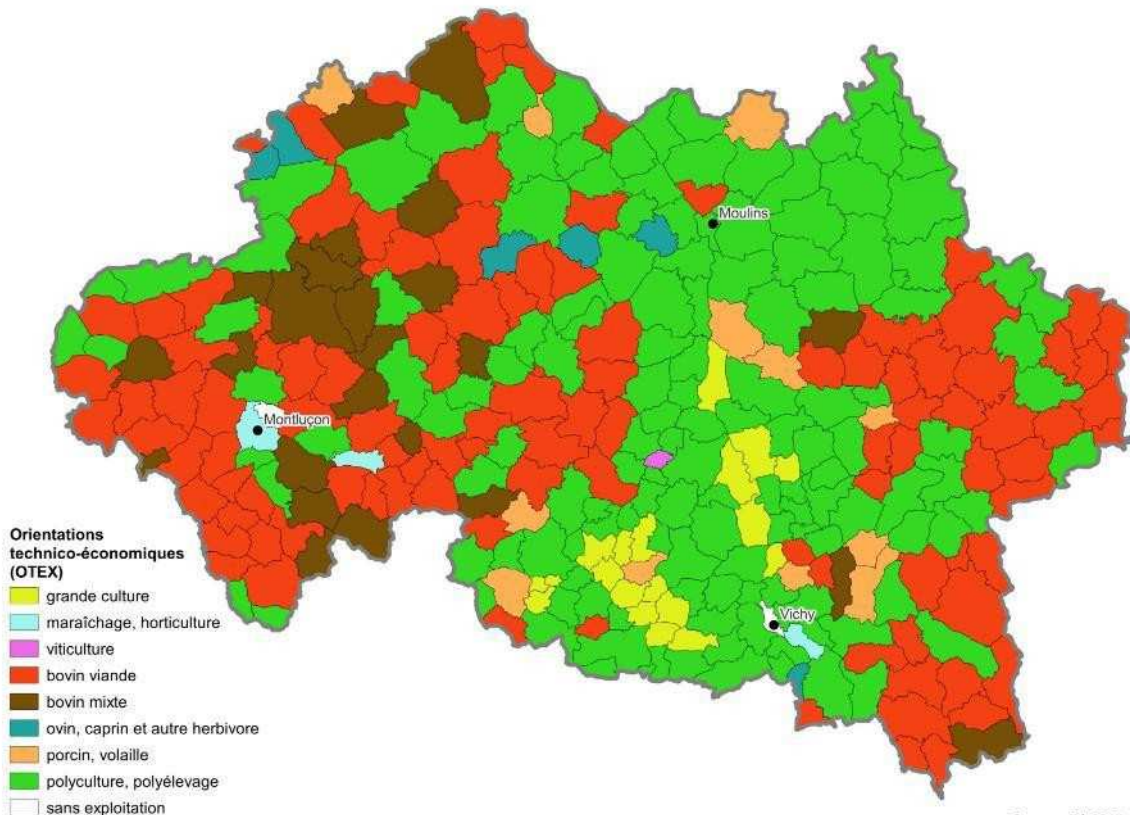 Moulins
Montluçon
Vichy
Orientations
technico-économiques
(OTEX)
grande culture
maraîchage, horticulture
viticulture
bovin viande
bovin mixte
ovin, caprin et autre herbivore
porcin, volaille
polyculture, polyélevage
sans exploitation